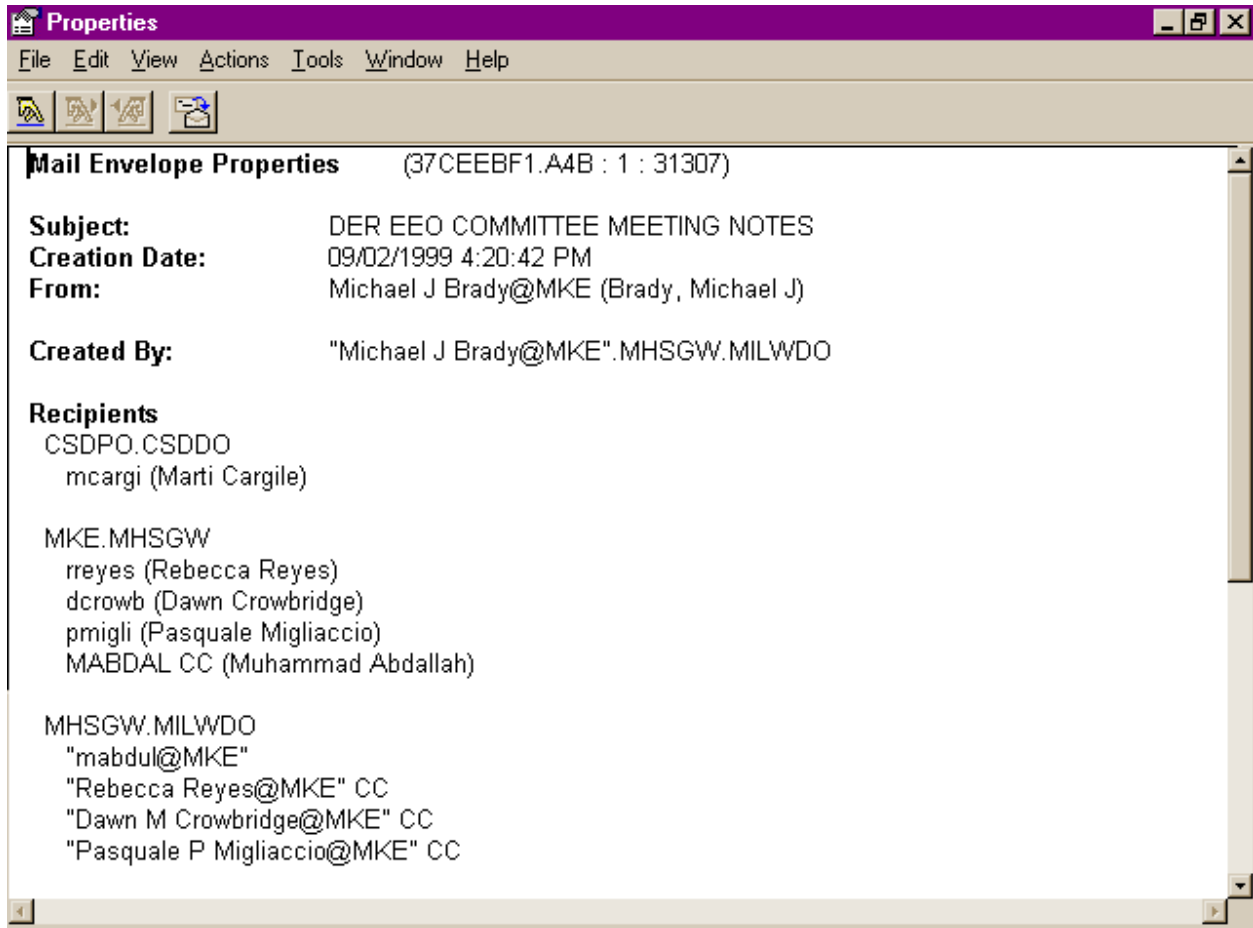 Properties
File Edit View Actions Tools Window Help
Mail Envelope Properties (37CEEBF1.A4B : 1 : 31307)
Subject: DER EEO COMMITTEE MEETING NOTES
Creation Date: 09/02/1999 4:20:42 PM
From: Michael J Brady@MKE (Brady, Michael J)
Created By: "Michael J Brady@MKE".MHSGW.MILWDO
Recipients
CSDPO.CSDDO
mcargi (Marti Cargile)
MKE.MHSGW
rreyes (Rebecca Reyes)
dcrowb (Dawn Crowbridge)
pmigli (Pasquale Migliaccio)
MABDAL CC (Muhammad Abdallah)
MHSGW.MILWDO
"mabdul@MKE"
"Rebecca Reyes@MKE" CC
"Dawn M Crowbridge@MKE" CC
"Pasquale P Migliaccio@MKE" CC